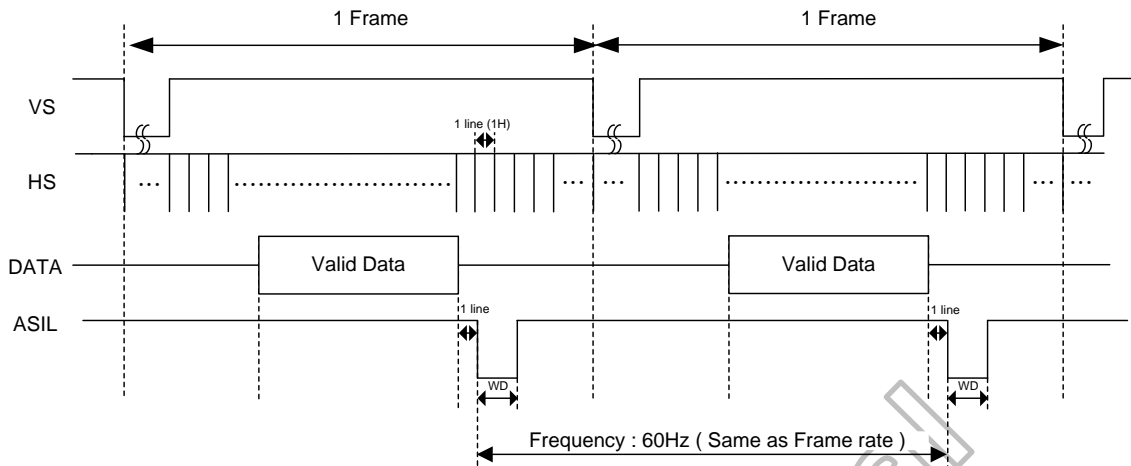 1 Frame 1 Frame
VS
1 line (1H)
HS
DATA Valid Data Valid Data
1 line 1 line
ASIL
WD WD
Frequency : 60Hz ( Same as Frame rate )